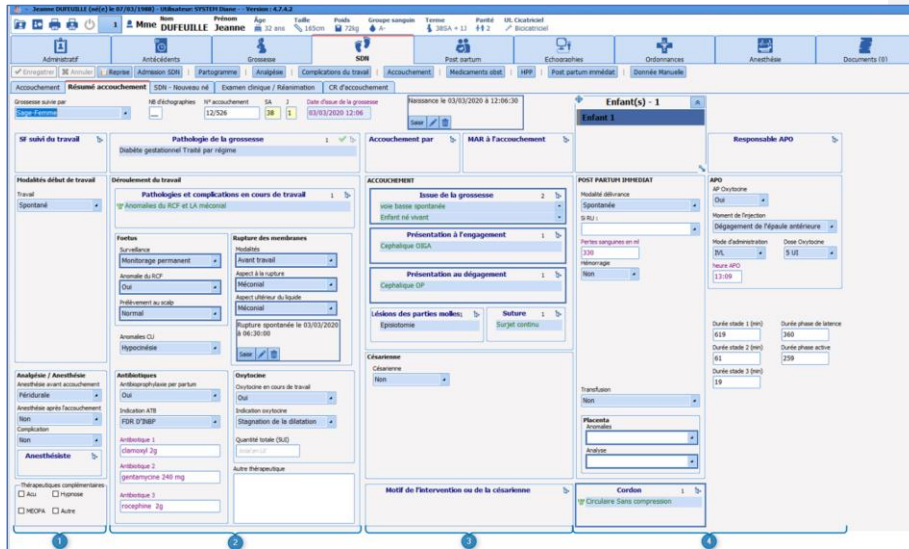 Jeanne DUFEUILLE (né(e) le 07/03/1988) - Utilisateur: SYSTEM Diane - - Version : 4.7.4.2
1 Mme Nom DUFEUILLE Prénom Jeanne Âge 32 ans Taille 165cm Poids 72kg Groupe sanguin A- Terme 38SA + 1J Parité 2 Ut. Cicatriciel Bicicatriciel
Administratif Antécédents Grossesse SDN Post partum Echographies Ordonnances Anesthésie Documents (0)
Enregistrer Annuler Reprise Admission SDN Partogramme Analgésie Complications du travail Accouchement Medicaments obst HPP Post partum immédiat Donnée Manuelle
Accouchement Résumé accouchement SDN - Nouveau né Examen clinique / Réanimation CR d'accouchement
Grossesse suivie par NB d'échographies N° accouchement SA J Date d'issue de la grossesse
Sage-Femme 12/526 38 1 03/03/2020 12:06
Naissance le 03/03/2020 à 12:06:30
Saisir
Enfant(s) - 1
Enfant 1
SF suivi du travail
Pathologie de la grossesse 1
Diabète gestationnel Traité par régime
Accouchement par
MAR à l'accouchement
Responsable APO
Modalités début de travail
Travail
Spontané
Déroulement du travail
Pathologies et complications en cours de travail 1
Anomalies du RCF et LA méconial
Foetus
Surveillance
Monitorage permanent
Anomalie du RCF
Oui
Prélèvement au scalp
Normal
Anomalies CU
Hypocinésie
Rupture des membranes
Modalités
Avant travail
Aspect à la rupture
Méconial
Aspect ultérieur du liquide
Méconial
Rupture spontanée le 03/03/2020
à 06:30:00
Saisir
ACCOUCHEMENT
Issue de la grossesse 2
voie basse spontanée
Enfant né vivant
Présentation à l'engagement 1
Cephalique OIGA
Présentation au dégagement 1
Cephalique OP
Lésions des parties molles 1
Episiotomie
Suture 1
Surjet continu
Césarienne
Césarienne
Non
Motif de l'intervention ou de la césarienne
POST PARTUM IMMEDIAT
Modalité délivrance
Spontanée
Si RU :
Pertes sanguines en ml
330
Hémorragie
Non
Transfusion
Non
Placenta
Anomalies
Analyse
Cordon 1
Circulaire Sans compression
APO
AP Oxytocine
Oui
Moment de l'injection
Dégagement de l'épaule antérieure
Mode d'administration Dose Oxytocine
IVL 5 UI
heure APO
13:09
Durée stade 1 (min) Durée phase de latence
619 360
Durée stade 2 (min) Durée phase active
61 259
Durée stade 3 (min)
19
Analgésie / Anesthésie
Anesthésie avant accouchement
Péridurale
Anesthésie après l'accouchement
Non
Complication
Non
Anesthésiste
Thérapeutiques complémentaires
Acu Hypnose
MEOPA Autre
Antibiotiques
Antibioprophylaxie per partum
Oui
Indication ATB
FDR D'INBP
Antibiotique 1
clamoxyl 2g
Antibiotique 2
gentamycine 240 mg
Antibiotique 3
rocephine 2g
Oxytocine
Oxytocine en cours de travail
Oui
Indication oxytocine
Stagnation de la dilatation
Quantité totale (5UI)
Autre thérapeutique
1 2 3 4